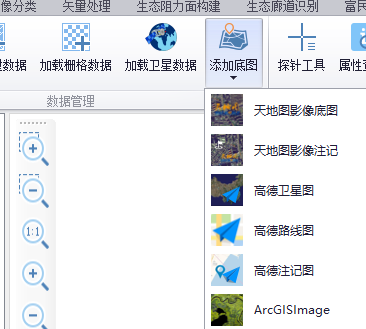 像分类 矢量处理 生态阻力面构建 生态廊道识别 富民
数据 加载栅格数据 加载卫星数据 添加底图 探针工具 属性
数据管理
天地图影像底图
天地图影像注记
高德卫星图
1:1
高德路线图
高德注记图
ArcGISImage